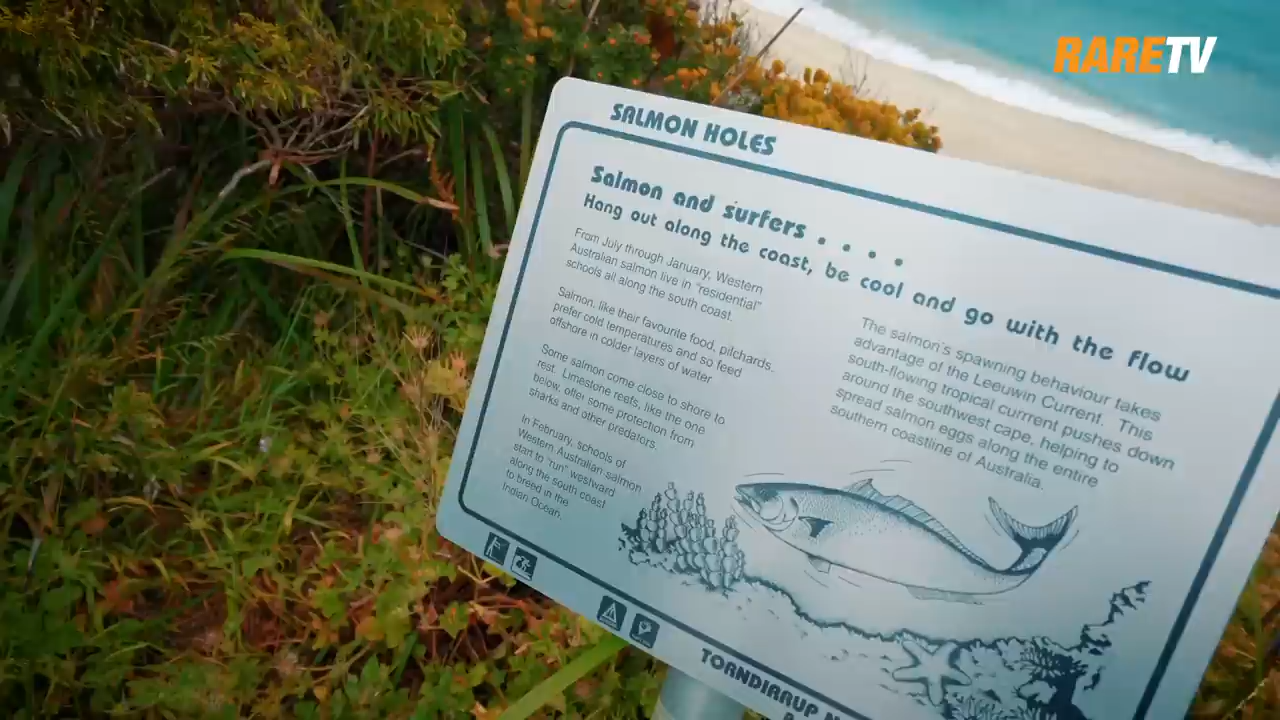 RARETV
SALMON HOLES
Salmon and surfers . . . .
Hang out along the coast, be cool and go with the flow
From July through January, Western
Australian salmon live in "residential"
schools all along the south coast.
Salmon, like their favourite food, pilchards,
prefer cold temperatures and so feed
offshore in colder layers of water
Some salmon come close to shore to
rest. Limestone reefs, like the one
below, offer some protection from
sharks and other predators.
In February, schools of
Western Australian salmon
start to "run" westward
along the south coast
to breed in the
Indian Ocean.
The salmon's spawning behaviour takes
advantage of the Leeuwin Current. This
south-flowing tropical currrent pushes down
around the southwest cape, helping to
spread salmon eggs along the entire
southern coastline of Australia.
TORNDIRRUP N